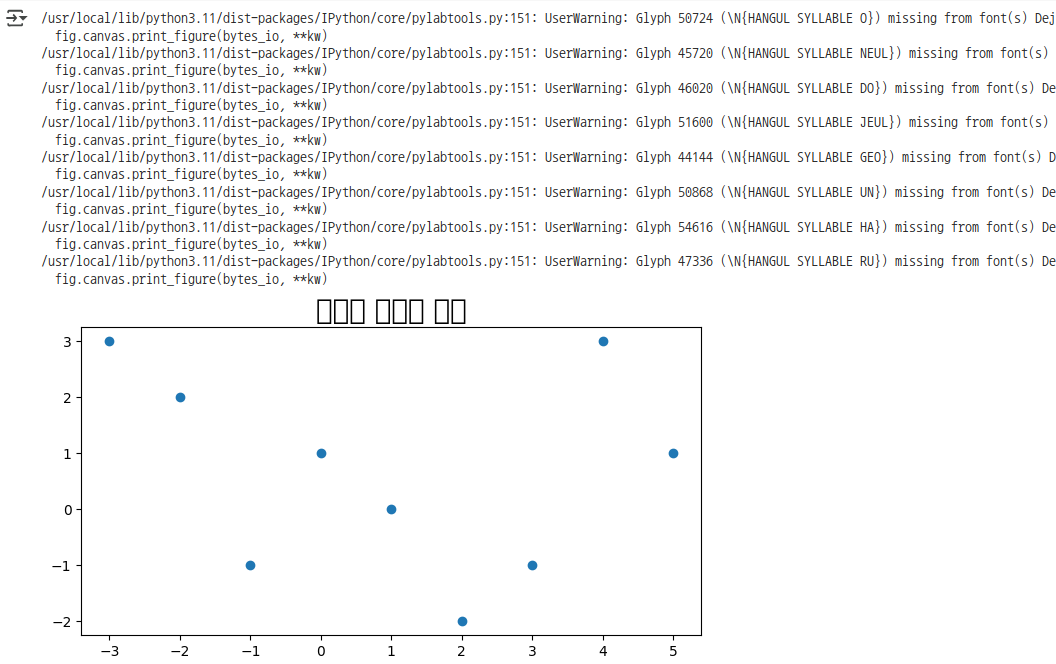 /usr/local/lib/python3.11/dist-packages/IPython/core/pylabtools.py:151: UserWarning: Glyph 50724 (\N{HANGUL SYLLABLE O}) missing from font(s) Dej
fig.canvas.print_figure(bytes_io, **kw)
/usr/local/lib/python3.11/dist-packages/IPython/core/pylabtools.py:151: UserWarning: Glyph 45720 (\N{HANGUL SYLLABLE NEUL}) missing from font(s)
fig.canvas.print_figure(bytes_io, **kw)
/usr/local/lib/python3.11/dist-packages/IPython/core/pylabtools.py:151: UserWarning: Glyph 46020 (\N{HANGUL SYLLABLE DO}) missing from font(s) De
fig.canvas.print_figure(bytes_io, **kw)
/usr/local/lib/python3.11/dist-packages/IPython/core/pylabtools.py:151: UserWarning: Glyph 51600 (\N{HANGUL SYLLABLE JEUL}) missing from font(s)
fig.canvas.print_figure(bytes_io, **kw)
/usr/local/lib/python3.11/dist-packages/IPython/core/pylabtools.py:151: UserWarning: Glyph 44144 (\N{HANGUL SYLLABLE GEO}) missing from font(s) D
fig.canvas.print_figure(bytes_io, **kw)
/usr/local/lib/python3.11/dist-packages/IPython/core/pylabtools.py:151: UserWarning: Glyph 50868 (\N{HANGUL SYLLABLE UN}) missing from font(s) De
fig.canvas.print_figure(bytes_io, **kw)
/usr/local/lib/python3.11/dist-packages/IPython/core/pylabtools.py:151: UserWarning: Glyph 54616 (\N{HANGUL SYLLABLE HA}) missing from font(s) De
fig.canvas.print_figure(bytes_io, **kw)
/usr/local/lib/python3.11/dist-packages/IPython/core/pylabtools.py:151: UserWarning: Glyph 47336 (\N{HANGUL SYLLABLE RU}) missing from font(s) De
fig.canvas.print_figure(bytes_io, **kw)
3
2
1
0
−1
−2
−3 −2 −1 0 1 2 3 4 5